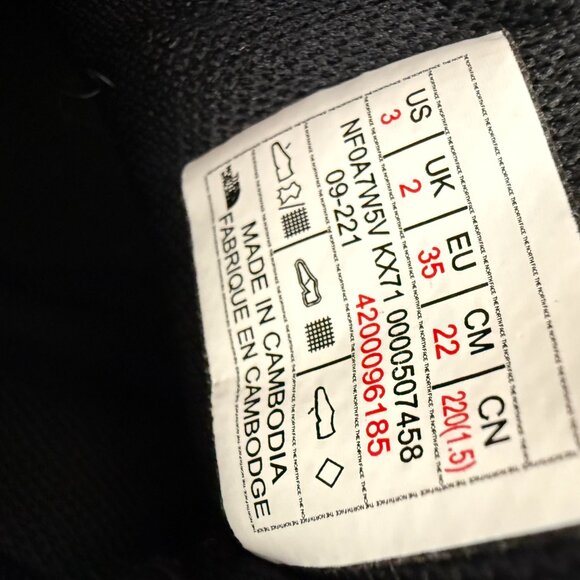 US UK EU CM CN
3 2 35 22 220(1.5)
NF0A7W5V KX71 0000507458
09-221 4200096185
MADE IN CAMBODIA
FABRIQUE EN CAMBODGE